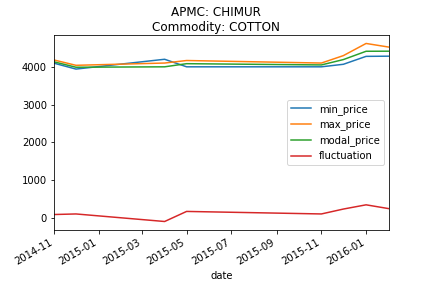 APMC: CHIMUR
Commodity: COTTON
4000
3000
2000
1000
0
min_price
max_price
modal_price
fluctuation
2014-11
2015-01
2015-03
2015-05
2015-07
2015-09
2015-11
2016-01
date